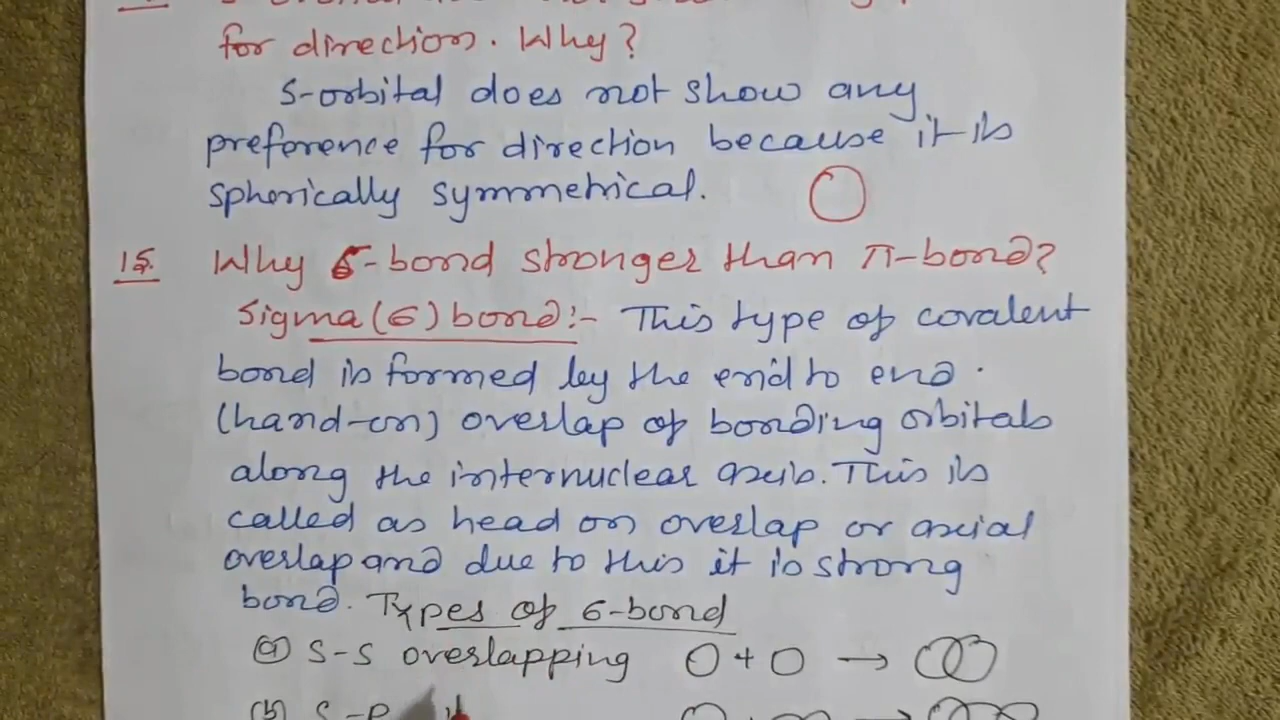 for direction. Why?
s-orbital does not show any
preference for direction because it is
spherically symmetrical.
15. Why σ-bond stronger than π-bond?
Sigma (σ) bond:- This type of covalent
bond is formed by the end to end
(hand-on) overlap of bonding orbitals
along the internuclear axis. This is
called as head on overlap or axial
overlap and due to this it is strong
bond. Types of σ-bond
(a) s-s overlapping O + O →
(b) s-p